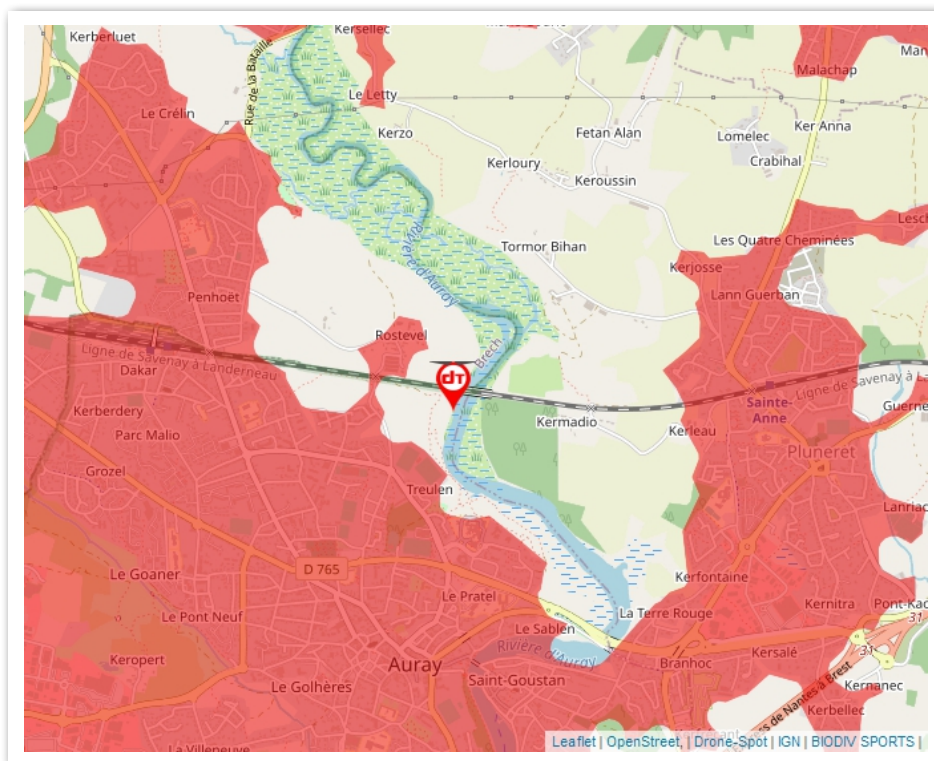 Kersellec
Kerberluet
Rue de la Bataille
Malachap
Man
Le Letty
Le Crélin
Kerzo
Fetan Alan
Ker Anna
Lomelec
Crabihal
Kerloury
Keroussin
Lesch
Rivière d'Auray
Tormor Bihan
Les Quatre Cheminées
Kerjosse
Penhoët
Lann Guerban
Rostevel
Brech
Ligne de Savenay à Landerneau
Dakar
DT
Ligne de Savenay à La
Sainte-
Anne
Guerne
Kerberdery
Kermadio
Kerleau
Parc Malio
Pluneret
Grozel
Treulen
Lanriac
D 765
Le Goaner
Kerfontaine
Le Pratel
Kernitra
Pont-Kad
Le Pont Neuf
La Terre Rouge
31
Le Sablen
31
Rivière d'Auray
Keropert
Auray
Kersalé
Branhoc
Saint-Goustan
Kernanec
Le Golhères
Kerbellec
s de Nantes à Brest
La Villeneuve
Leaflet | OpenStreet, | Drone-Spot | IGN | BIODIV SPORTS |